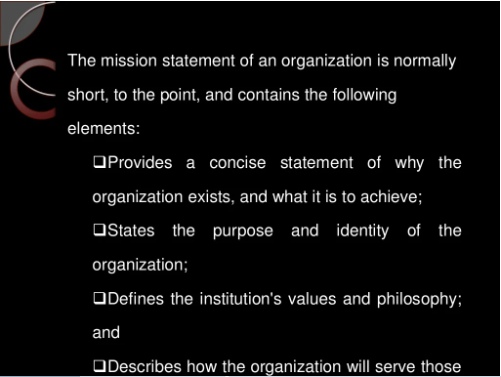 The mission statement of an organization is normally
short, to the point, and contains the following
elements:
❑Provides a concise statement of why the
organization exists, and what it is to achieve;
❑States the purpose and identity of the
organization;
❑Defines the institution's values and philosophy;
and
❑Describes how the organization will serve those